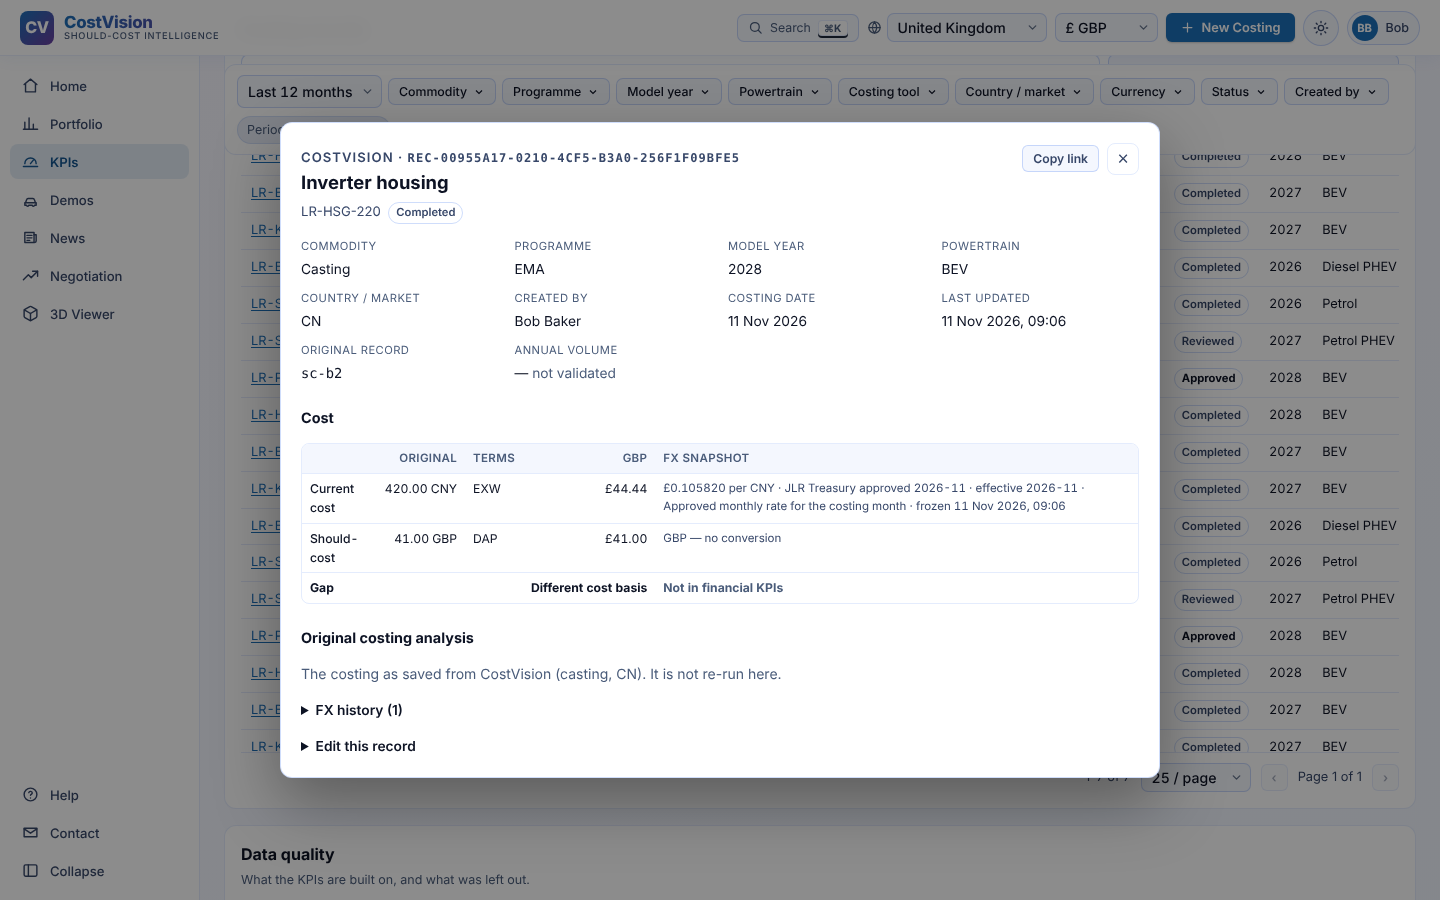 CV CostVision
SHOULD-COST INTELLIGENCE
Search ⌘K
United Kingdom
£ GBP
+ New Costing
BB Bob
Home
Portfolio
KPIs
Demos
News
Negotiation
3D Viewer
Help
Contact
Collapse
Last 12 months
Commodity
Programme
Model year
Powertrain
Costing tool
Country / market
Currency
Status
Created by
COSTVISION · REC-00955A17-0210-4CF5-B3A0-256F1F09BFE5
Copy link ×
Inverter housing
LR-HSG-220 Completed
COMMODITY PROGRAMME MODEL YEAR POWERTRAIN
Casting EMA 2028 BEV
COUNTRY / MARKET CREATED BY COSTING DATE LAST UPDATED
CN Bob Baker 11 Nov 2026 11 Nov 2026, 09:06
ORIGINAL RECORD ANNUAL VOLUME
sc-b2 — not validated
Cost
ORIGINAL TERMS GBP FX SNAPSHOT
Current cost 420.00 CNY EXW £44.44 £0.105820 per CNY · JLR Treasury approved 2026-11 · effective 2026-11 ·
Approved monthly rate for the costing month · frozen 11 Nov 2026, 09:06
Should-cost 41.00 GBP DAP £41.00 GBP — no conversion
Gap Different cost basis Not in financial KPIs
Original costing analysis
The costing as saved from CostVision (casting, CN). It is not re-run here.
▶ FX history (1)
▶ Edit this record
Completed 2028 BEV
Completed 2027 BEV
Completed 2027 BEV
Completed 2026 Diesel PHEV
Completed 2026 Petrol
Reviewed 2027 Petrol PHEV
Approved 2028 BEV
Completed 2028 BEV
Completed 2027 BEV
Completed 2027 BEV
Completed 2026 Diesel PHEV
Completed 2026 Petrol
Reviewed 2027 Petrol PHEV
Approved 2028 BEV
Completed 2028 BEV
Completed 2027 BEV
Completed 2027 BEV
25 / page ‹ Page 1 of 1 ›
Data quality
What the KPIs are built on, and what was left out.